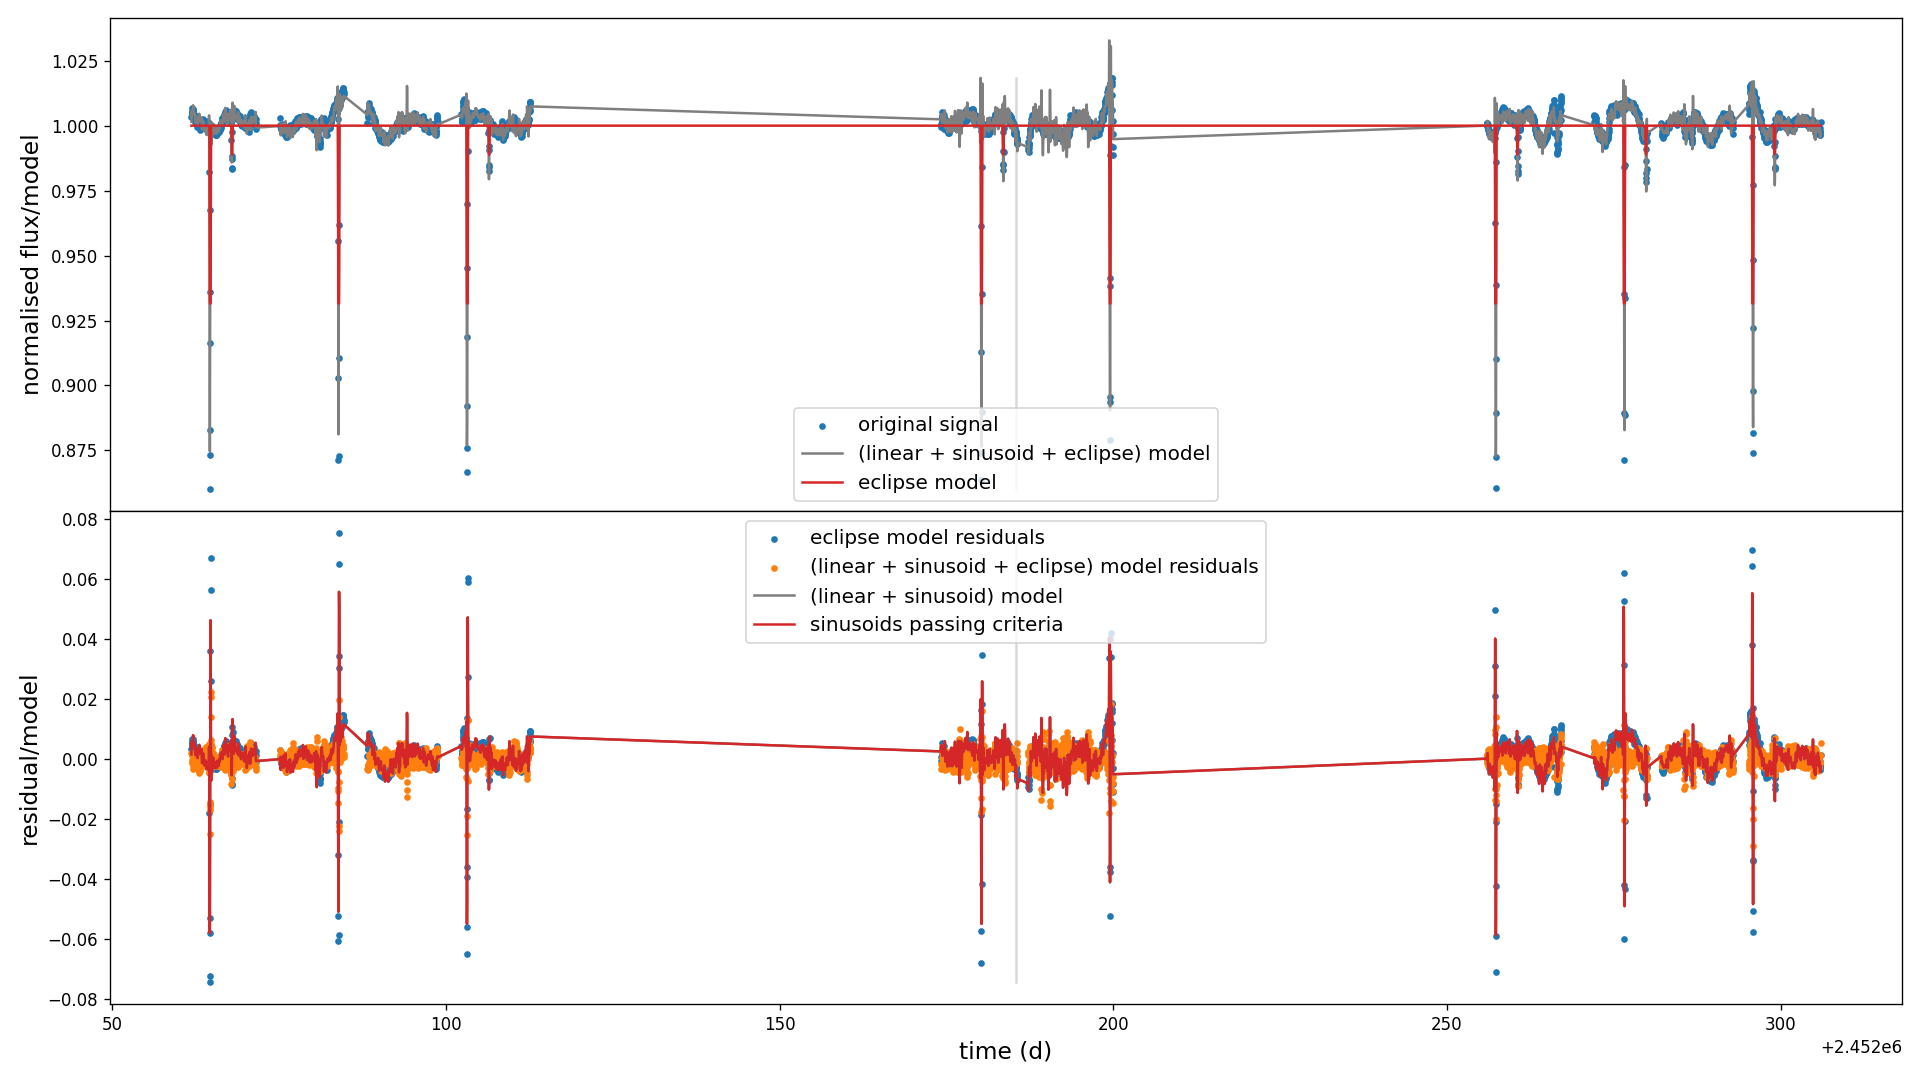 1.025
1.000
0.975
0.950
0.925
0.900
0.875
normalised flux/model
original signal
(linear + sinusoid + eclipse) model
eclipse model
0.08
0.06
0.04
0.02
0.00
−0.02
−0.04
−0.06
−0.08
residual/model
eclipse model residuals
(linear + sinusoid + eclipse) model residuals
(linear + sinusoid) model
sinusoids passing criteria
50
100
150
200
250
300
time (d)
+2.452e6